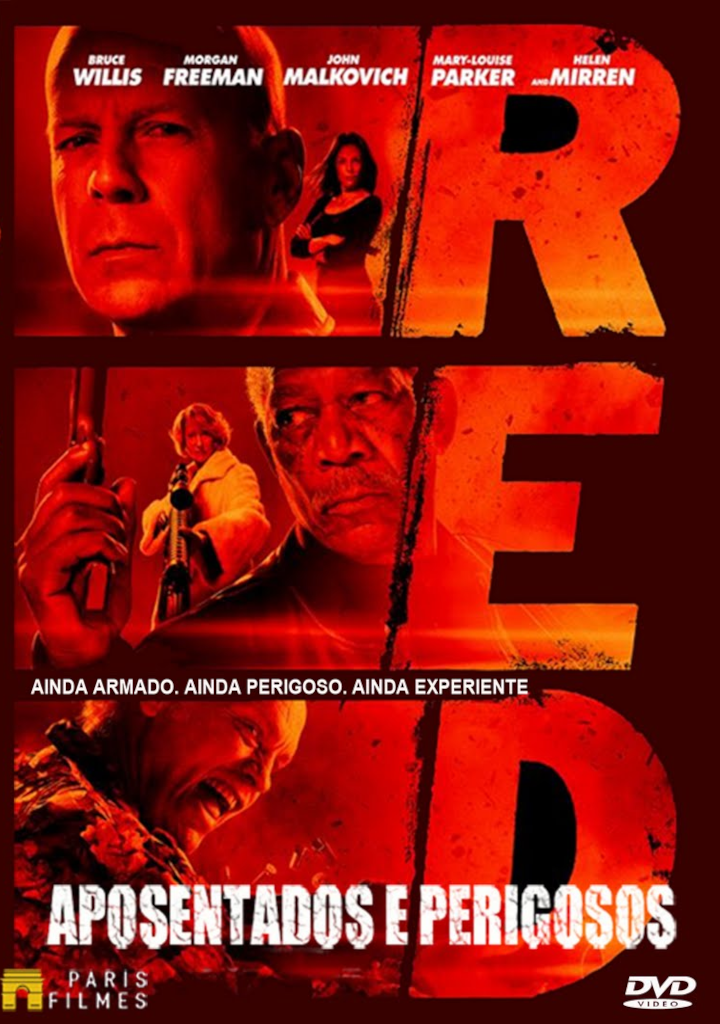 BRUCE WILLIS MORGAN FREEMAN JOHN MALKOVICH MARY-LOUISE PARKER AND HELEN MIRREN
R
E
AINDA ARMADO. AINDA PERIGOSO. AINDA EXPERIENTE
D
APOSENTADOS E PERIGOSOS
PARIS
FILMES
DVD
VIDEO